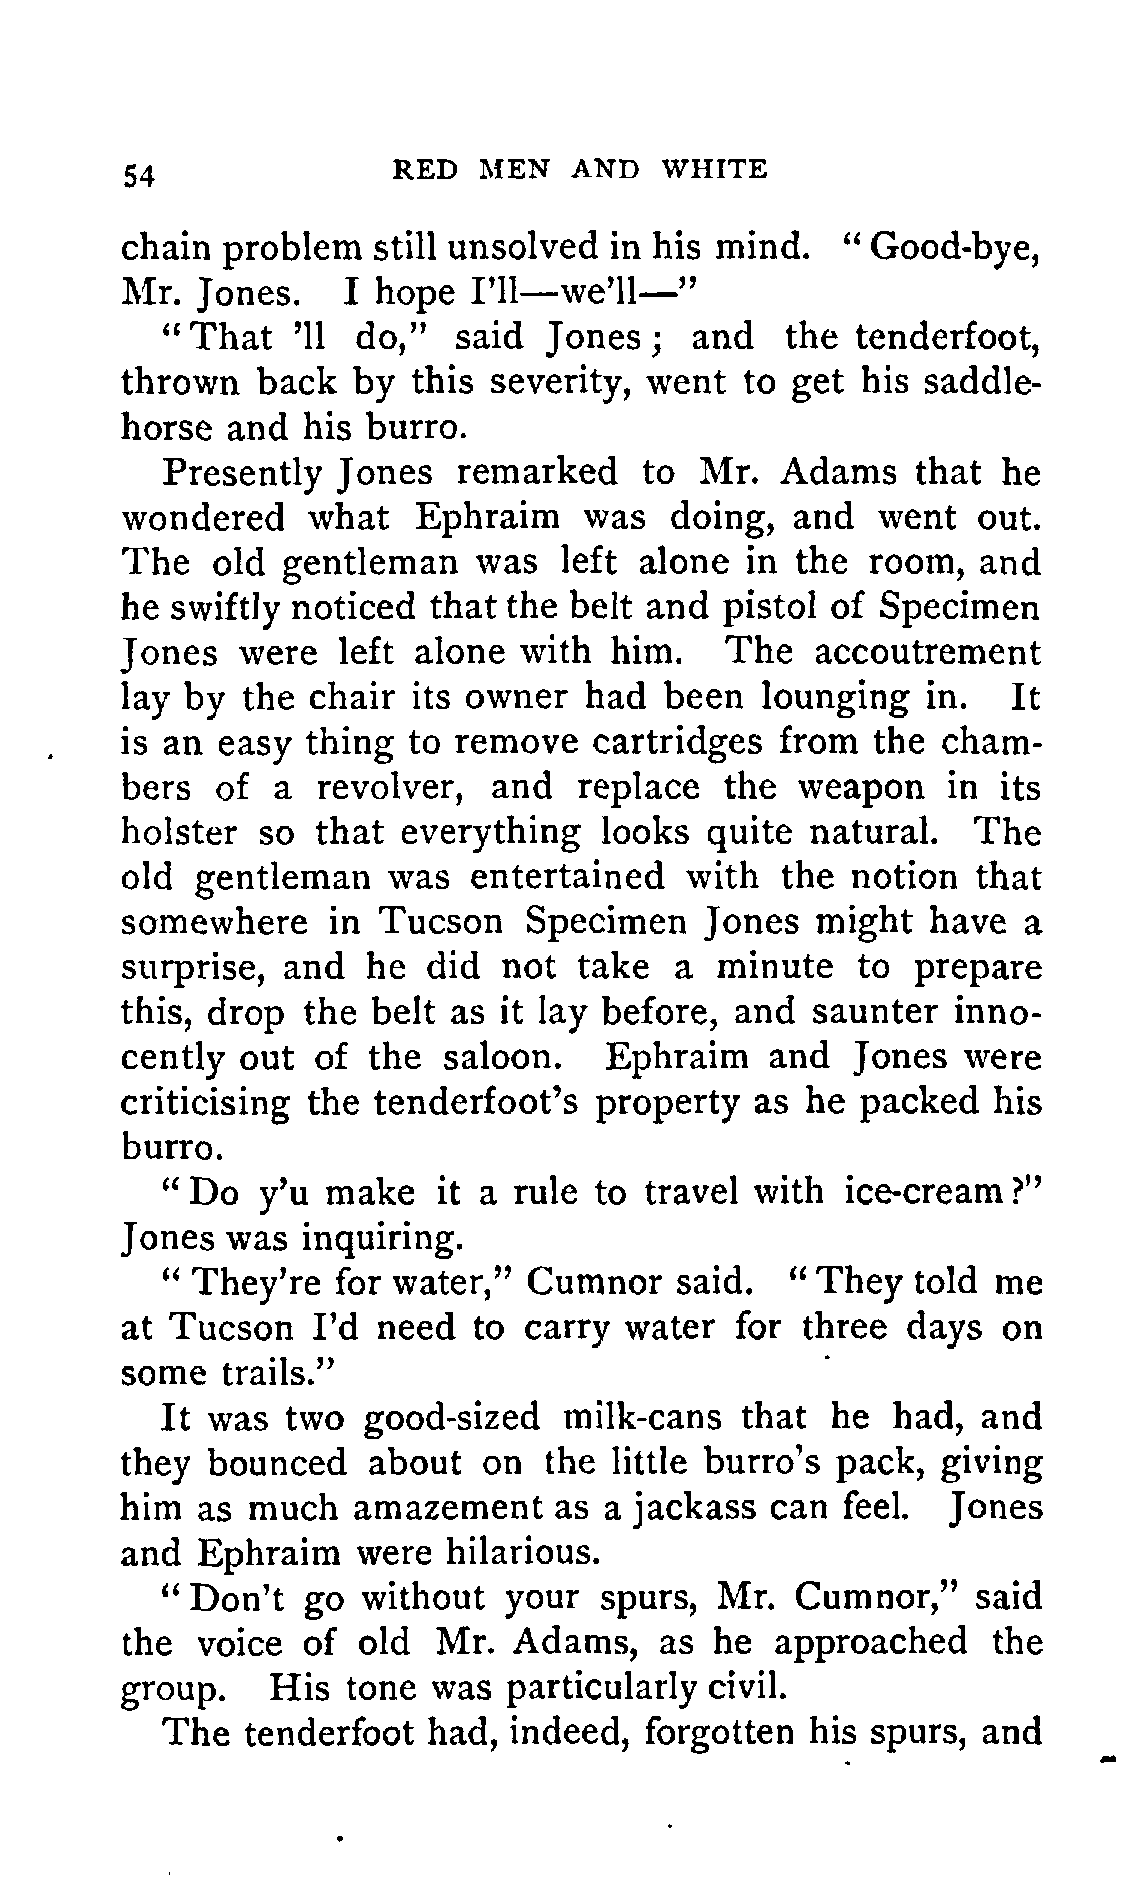 54 RED MEN AND WHITE
chain problem still unsolved in his mind. “Good-bye,
Mr. Jones. I hope I’ll—we’ll—”
“That ’ll do,” said Jones; and the tenderfoot,
thrown back by this severity, went to get his saddle-
horse and his burro.
Presently Jones remarked to Mr. Adams that he
wondered what Ephraim was doing, and went out.
The old gentleman was left alone in the room, and
he swiftly noticed that the belt and pistol of Specimen
Jones were left alone with him. The accoutrement
lay by the chair its owner had been lounging in. It
is an easy thing to remove cartridges from the cham-
bers of a revolver, and replace the weapon in its
holster so that everything looks quite natural. The
old gentleman was entertained with the notion that
somewhere in Tucson Specimen Jones might have a
surprise, and he did not take a minute to prepare
this, drop the belt as it lay before, and saunter inno-
cently out of the saloon. Ephraim and Jones were
criticising the tenderfoot’s property as he packed his
burro.
“Do y’u make it a rule to travel with ice-cream?”
Jones was inquiring.
“They’re for water,” Cumnor said. “They told me
at Tucson I’d need to carry water for three days on
some trails.”
It was two good-sized milk-cans that he had, and
they bounced about on the little burro’s pack, giving
him as much amazement as a jackass can feel. Jones
and Ephraim were hilarious.
“Don’t go without your spurs, Mr. Cumnor,” said
the voice of old Mr. Adams, as he approached the
group. His tone was particularly civil.
The tenderfoot had, indeed, forgotten his spurs, and